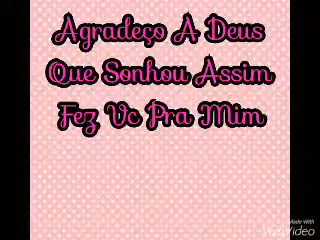 Agradeço A Deus
Que Sonhou Assim
Fez Vc Pra Mim
Made With
VivaVideo